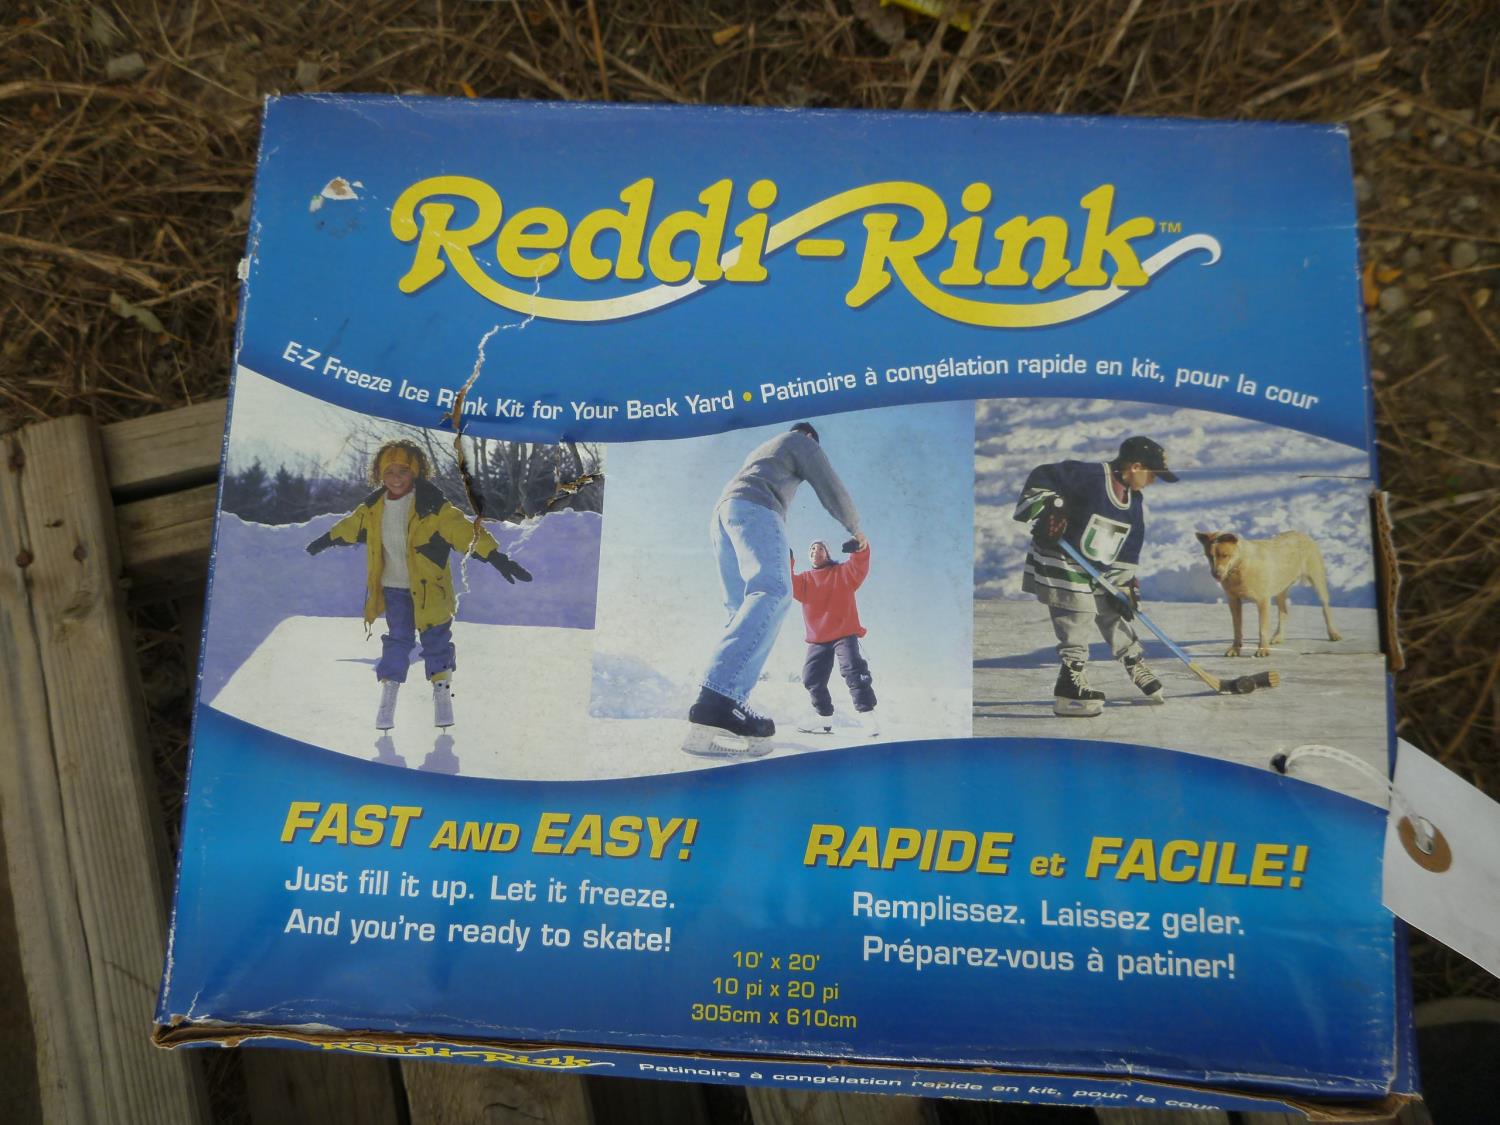 Reddi-Rink™
E-Z Freeze Ice Rink Kit for Your Back Yard • Patinoire à congélation rapide en kit, pour la cour
FAST AND EASY!
Just fill it up. Let it freeze.
And you're ready to skate!
RAPIDE et FACILE!
Remplissez. Laissez geler.
Préparez-vous à patiner!
10' x 20'
10 pi x 20 pi
305cm x 610cm
Reddi-Rink
Patinoire à congélation rapide en kit, pour la cour